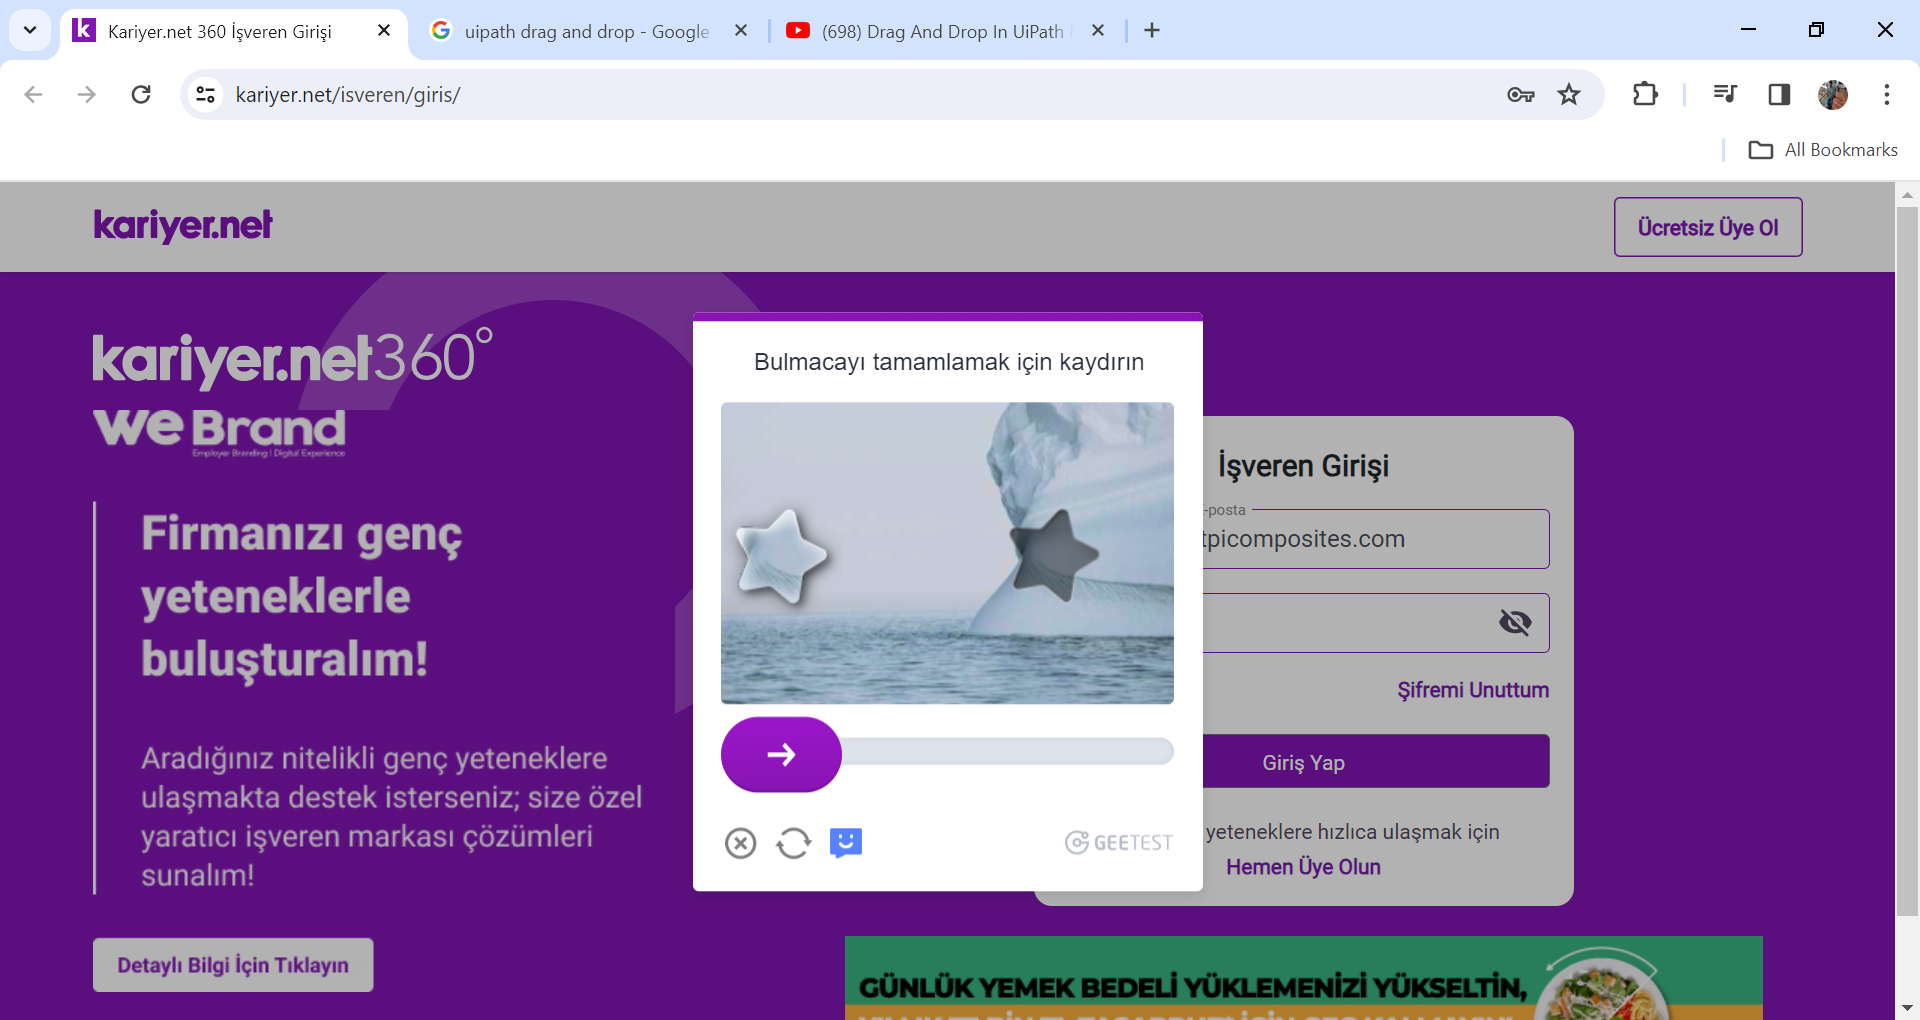 Kariyer.net 360 İşveren Girişi
uipath drag and drop - Google
(698) Drag And Drop In UiPath
kariyer.net/isveren/giris/
All Bookmarks
kariyer.net
Ücretsiz Üye Ol
kariyer.net360°
we Brand
Employer Branding | Digital Experience
Firmanızı genç
yeteneklerle
buluşturalım!
Aradığınız nitelikli genç yeteneklere
ulaşmakta destek isterseniz; size özel
yaratıcı işveren markası çözümleri
sunalım!
Detaylı Bilgi İçin Tıklayın
Bulmacayı tamamlamak için kaydırın
GEETEST
İşveren Girişi
-posta
tpicomposites.com
Şifremi Unuttum
Giriş Yap
yeteneklere hızlıca ulaşmak için
Hemen Üye Olun
GÜNLÜK YEMEK BEDELİ YÜKLEMENİZİ YÜKSELTİN,